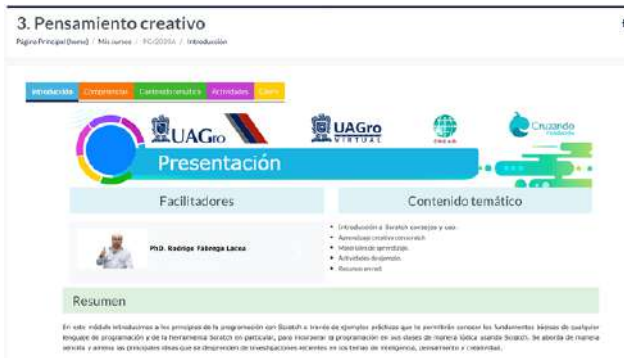 3. Pensamiento creativo
Página Principal (home) / Mis cursos / / Introducción
Introducción Competencias Contenido temático Actividades
UAGro UAGro VIRTUAL Cruzando
Presentación
Facilitadores Contenido temático
PhD. Rodrigo Fábrega Lacoa
Introducción a Scratch consejos y uso.
Aprendizaje creativo con scratch
Materiales de aprendizaje.
Actividades de ejemplo.
Recursos en red.
Resumen
En este módulo introducimos a los principios de la programación con Scratch a través de ejemplos prácticos que te permitirán conocer los fundamentos básicos de cualquier
lenguaje de programación y de la herramienta Scratch en particular, para incorporar la programación en sus clases de manera lúdica usando Scratch. Se aborda de manera
sencilla y amena las principales ideas que se desprenden de investigaciones recientes en los temas de inteligencia, pensamiento y creatividad.